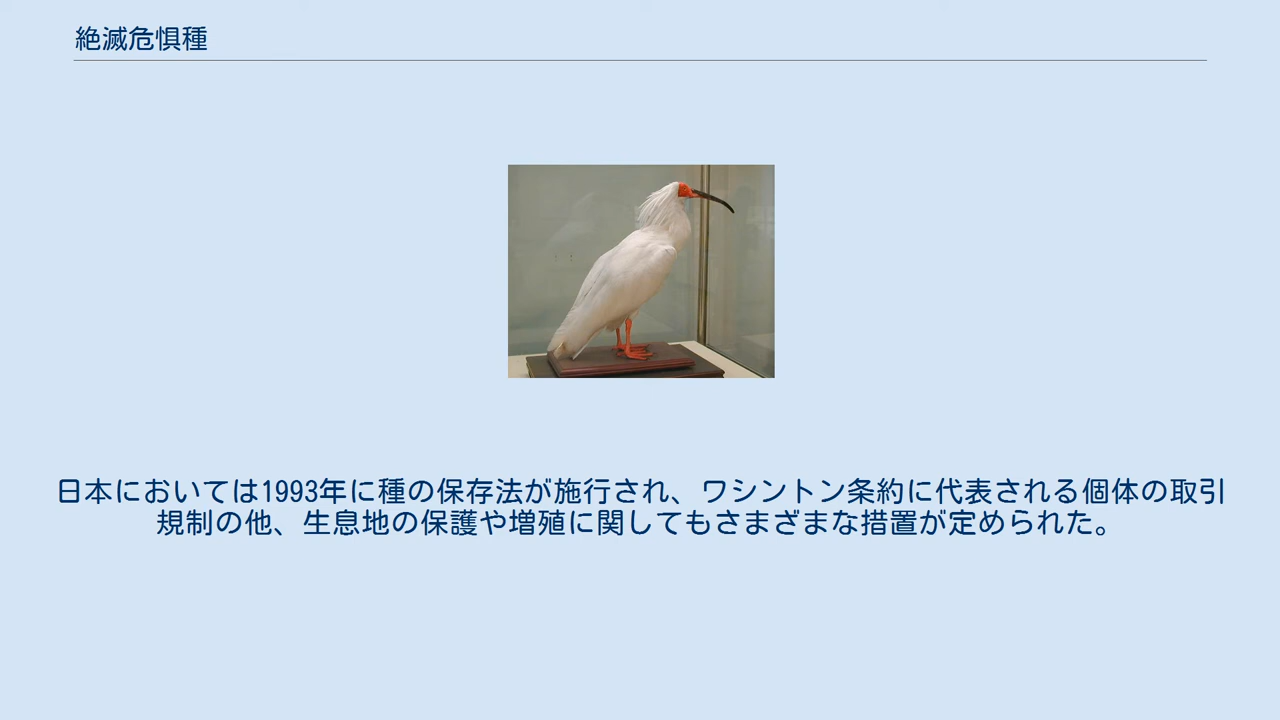 絶滅危惧種
日本においては1993年に種の保存法が施行され、ワシントン条約に代表される個体の取引
規制の他、生息地の保護や増殖に関してもさまざまな措置が定められた。